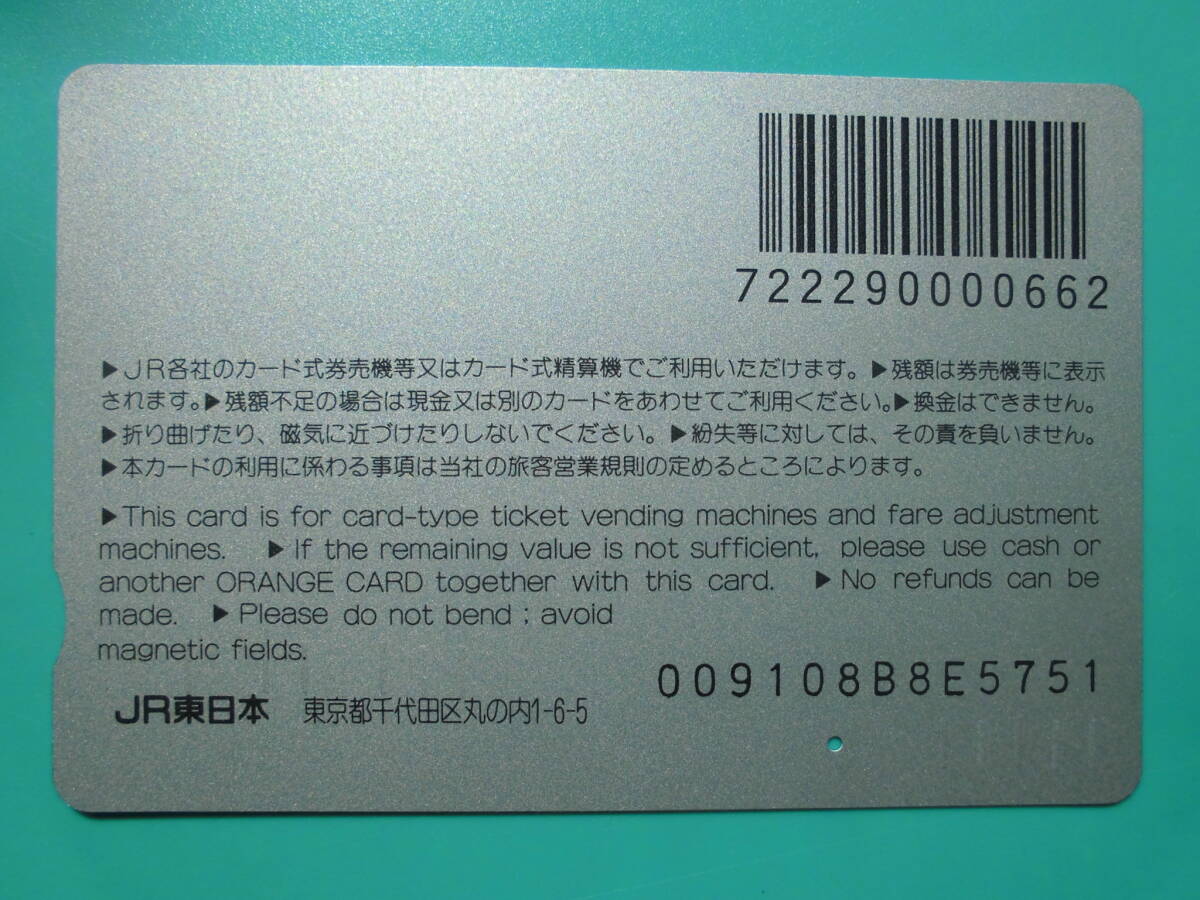 722290000662
▶JR各社のカード式券売機等又はカード式精算機でご利用いただけます。▶残額は券売機等に表示
されます。▶残額不足の場合は現金又は別のカードをあわせてご利用ください。▶換金はできません。
▶折り曲げたり、磁気に近づけたりしないでください。▶紛失等に対しては、その責を負いません。
▶本カードの利用に係わる事項は当社の旅客営業規則の定めるところによります。
▶This card is for card-type ticket vending machines and fare adjustment
machines. ▶If the remaining value is not sufficient, please use cash or
another ORANGE CARD together with this card. ▶No refunds can be
made. ▶Please do not bend ; avoid
magnetic fields.
009108B8E5751
JR東日本 東京都千代田区丸の内1-6-5